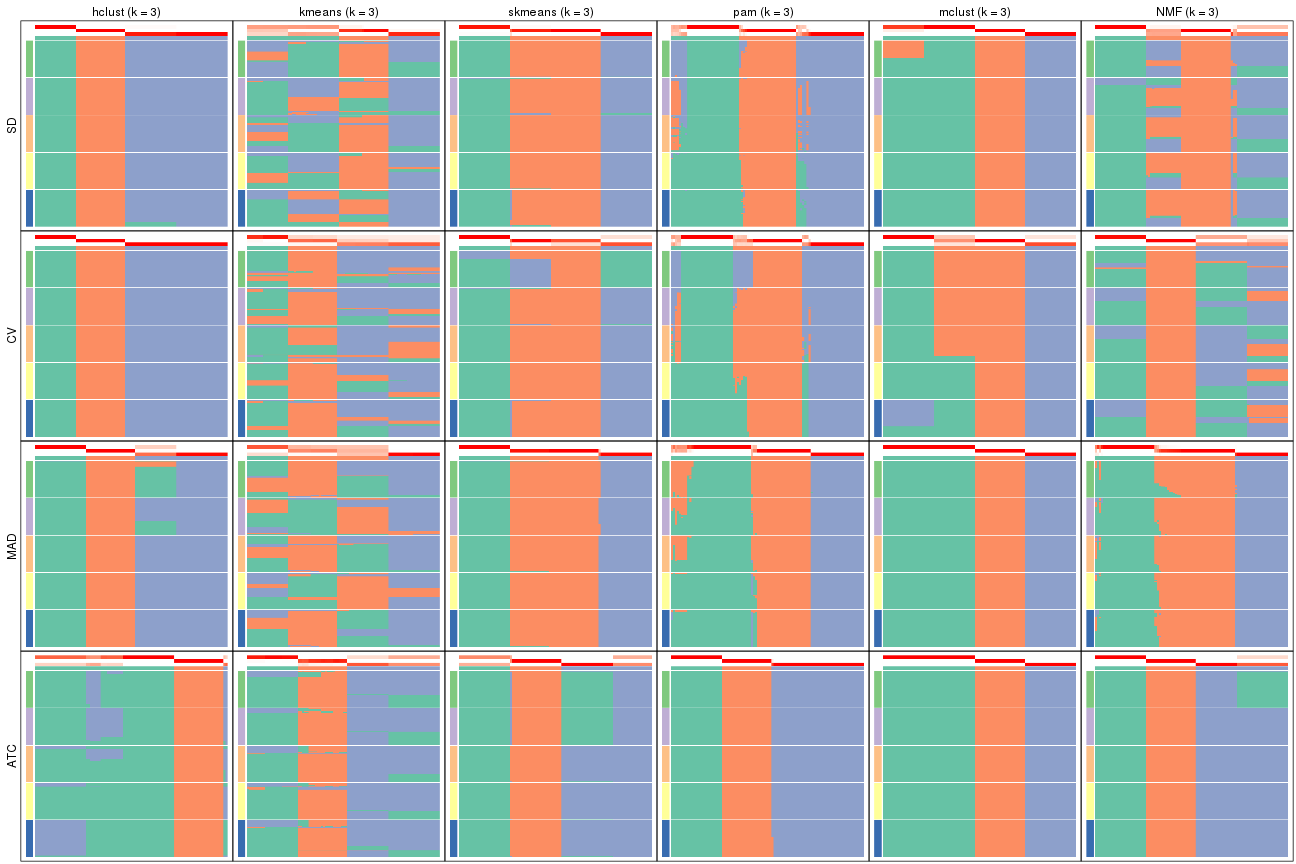 hclust (k = 3)
kmeans (k = 3)
skmeans (k = 3)
pam (k = 3)
mclust (k = 3)
NMF (k = 3)
SD
CV
MAD
ATC